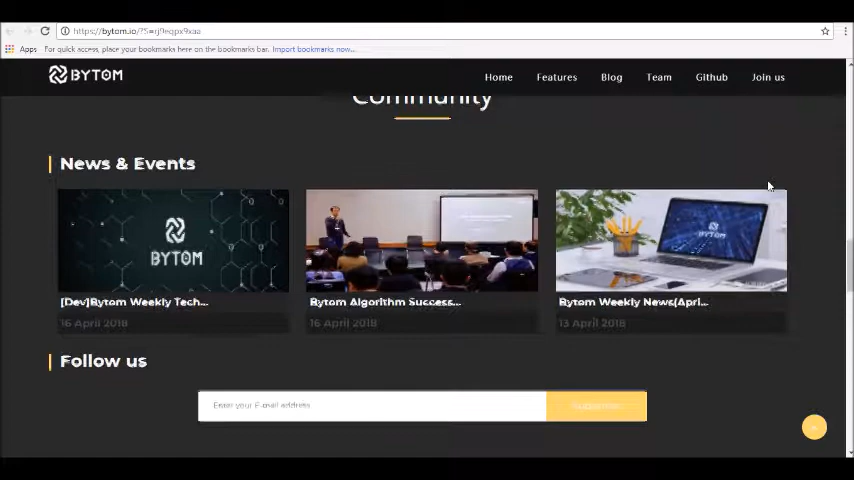 https://bytom.io/?S=rj9eqpx9xaa
Apps For quick access, place your bookmarks here on the bookmarks bar. Import bookmarks now...
BYTOM
Home Features Blog Team Github Join us
Community
News & Events
BYTOM
[Dev]Bytom Weekly Tech...
16 April 2018
Bytom Algorithm Success...
16 April 2018
BYTOM
Bytom Weekly News(Apri...
13 April 2018
Follow us
Enter your E-mail address